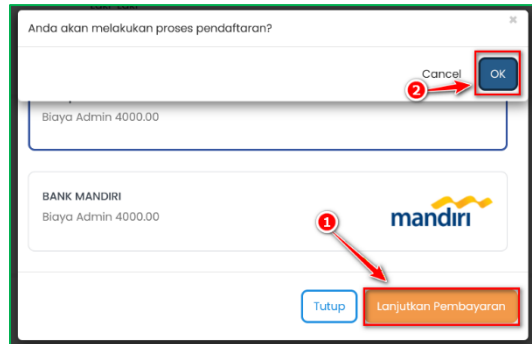 Anda akan melakukan proses pendaftaran?
×
Cancel
OK
2
Biaya Admin 4000.00
BANK MANDIRI
Biaya Admin 4000.00
mandiri
1
Tutup
Lanjutkan Pembayaran